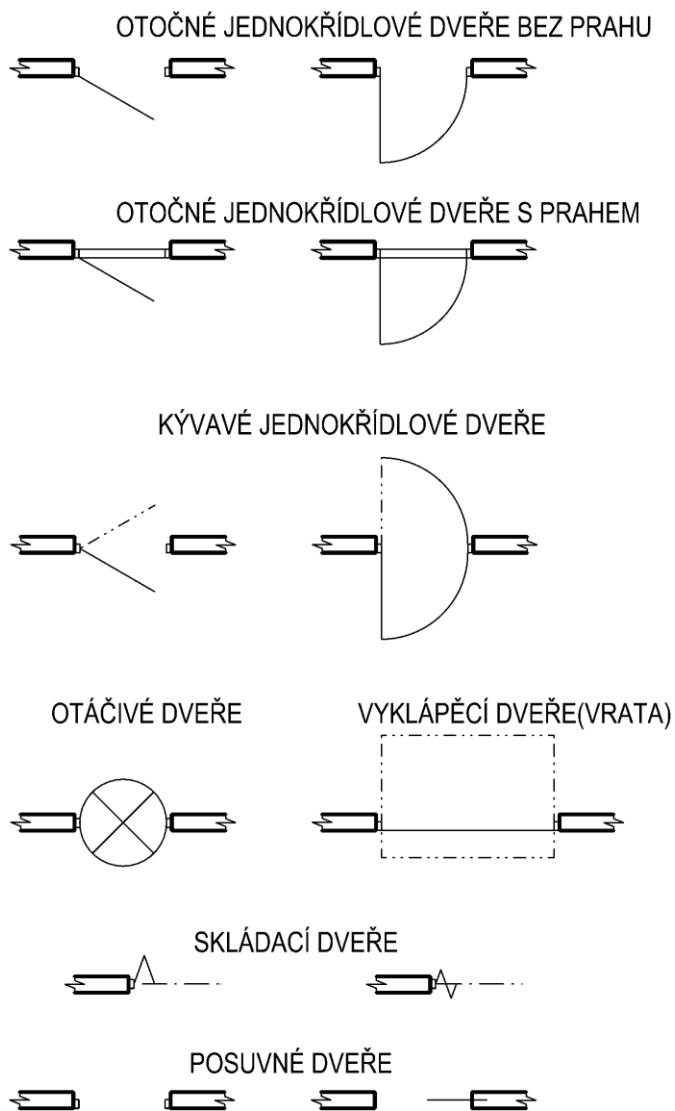 OTOČNÉ JEDNOKŘÍDLOVÉ DVEŘE BEZ PRAHU
OTOČNÉ JEDNOKŘÍDLOVÉ DVEŘE S PRAHEM
KÝVAVÉ JEDNOKŘÍDLOVÉ DVEŘE
OTÁČIVÉ DVEŘE
VYKLÁPĚCÍ DVEŘE(VRATA)
SKLÁDACÍ DVEŘE
POSUVNÉ DVEŘE